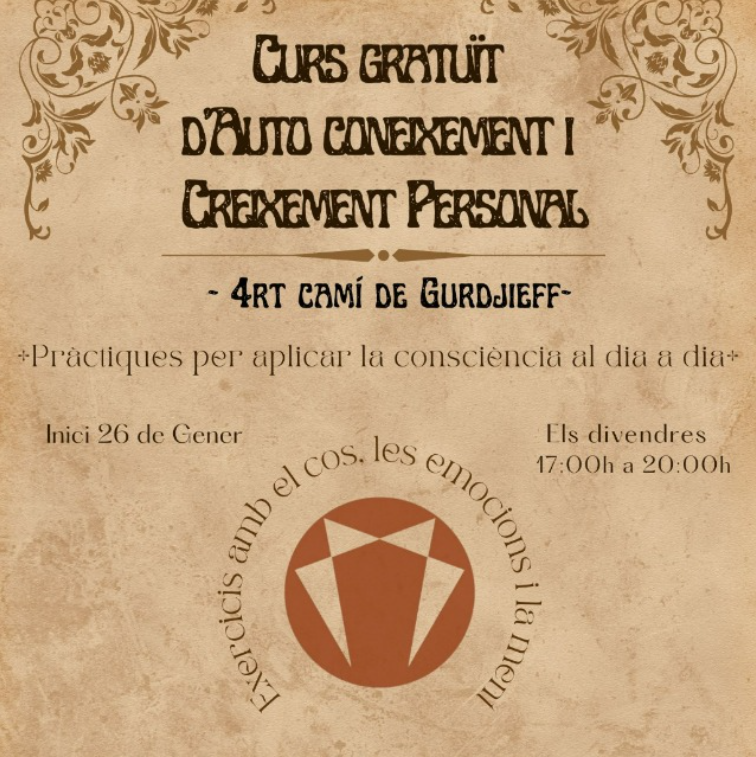 Curs gratuït
d'Auto coneixement i
Creixement Personal
- 4rt camí de Gurdjieff-
+Pràctiques per aplicar la consciència al dia a dia+
Inici 26 de Gener
Els divendres
17:00h a 20:00h
Exercicis amb el cos, les emocions i la ment